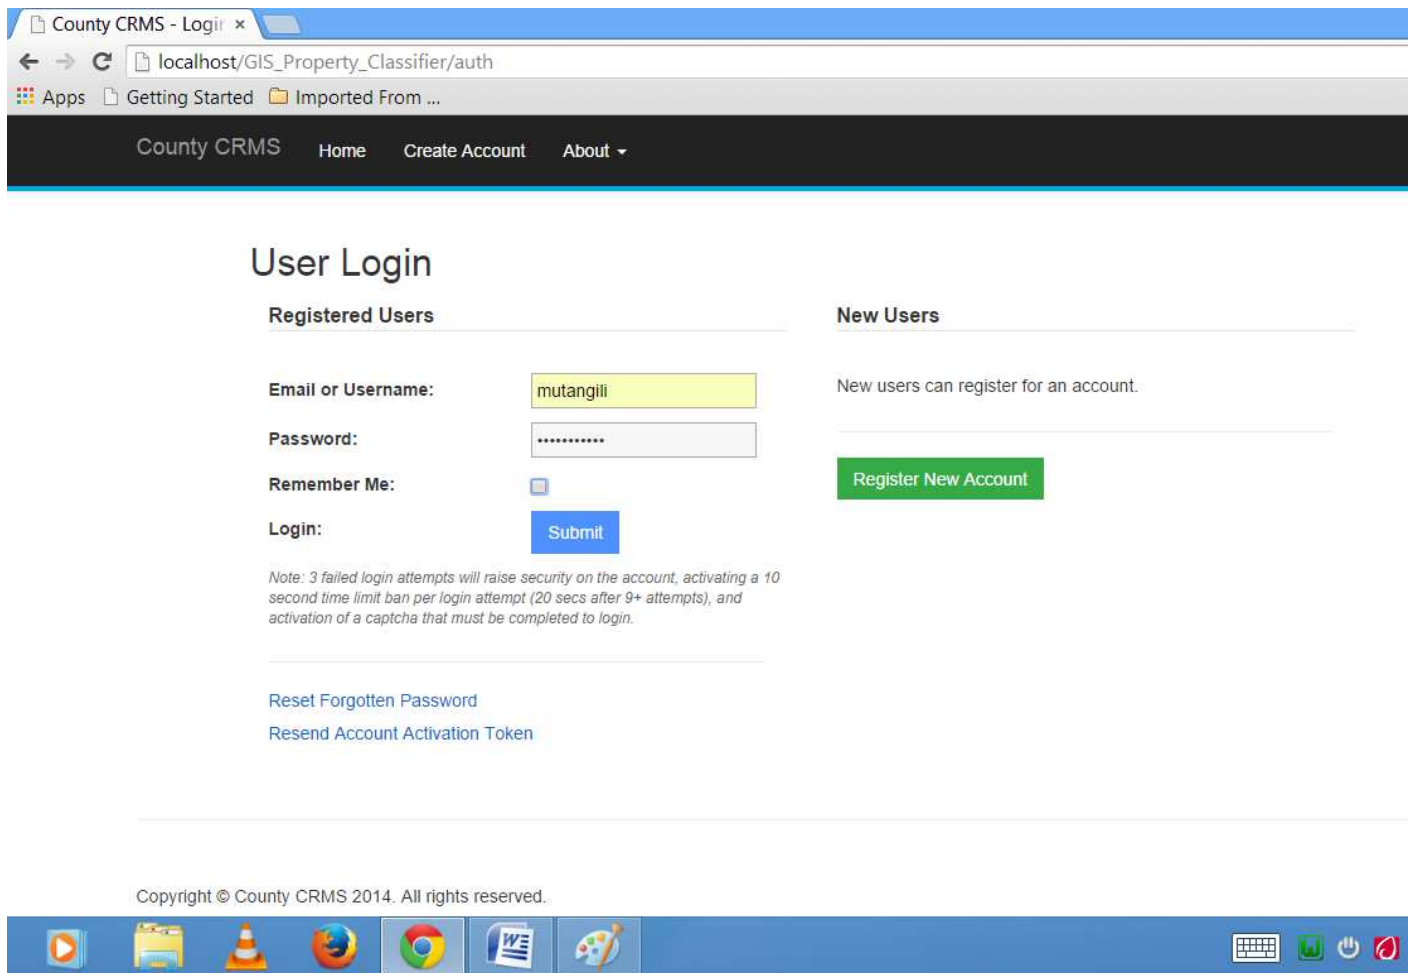 County CRMS - Login
localhost/GIS_Property_Classifier/auth
Apps Getting Started Imported From ...
County CRMS Home Create Account About
User Login
Registered Users
Email or Username: mutangili
Password: •••••••••••
Remember Me:
Login: Submit
Note: 3 failed login attempts will raise security on the account, activating a 10
second time limit ban per login attempt (20 secs after 9+ attempts), and
activation of a captcha that must be completed to login.
Reset Forgotten Password
Resend Account Activation Token
New Users
New users can register for an account.
Register New Account
Copyright © County CRMS 2014. All rights reserved.